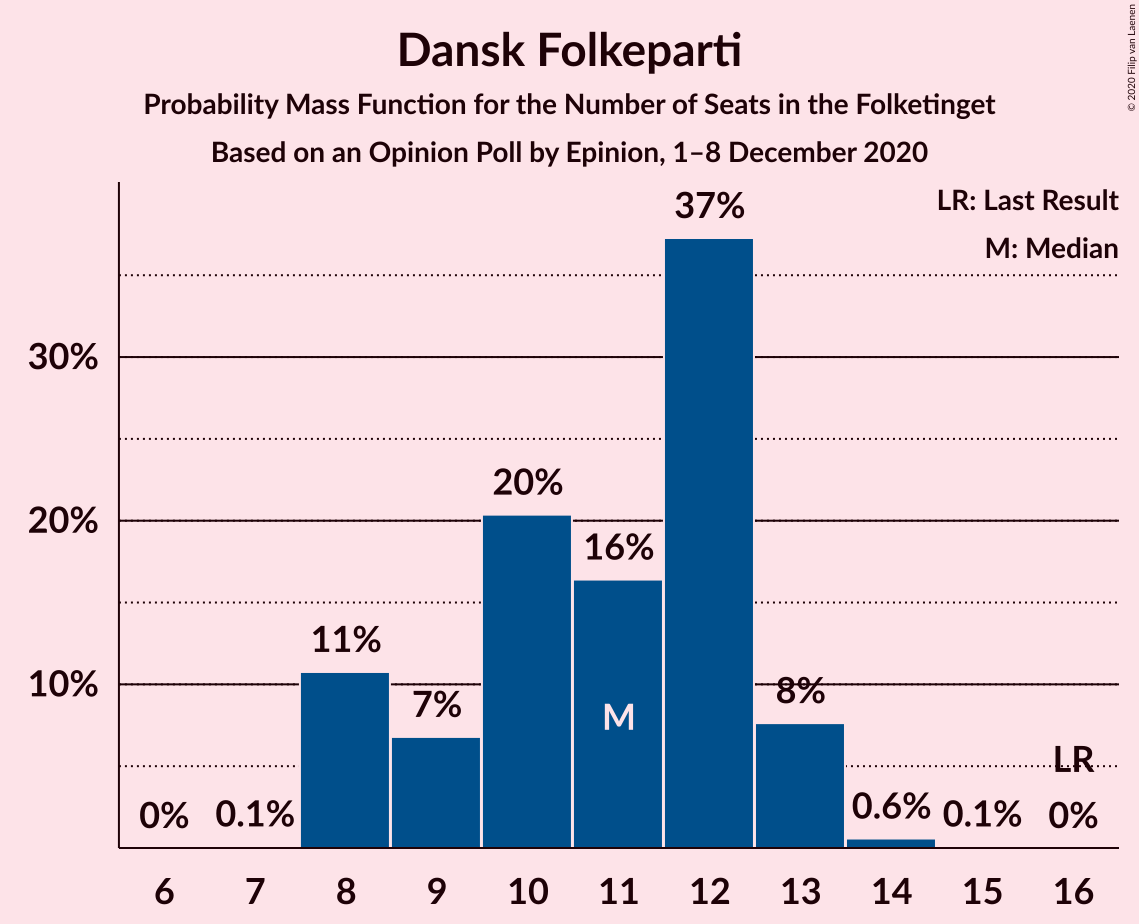 Dansk Folkeparti
Probability Mass Function for the Number of Seats in the Folketinget
Based on an Opinion Poll by Epinion, 1–8 December 2020
© 2020 Filip van Laenen
LR: Last Result
M: Median
37%
30%
20%
20%
16%
11%
10%
7%
8%
M
LR
0%
0.1%
0.6%
0.1%
0%
6 7 8 9 10 11 12 13 14 15 16